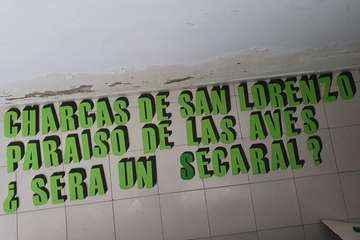 CHARCAS DE SAN LORENZO
PARAISO DE LAS AVES
¿ SERA UN SECARAL ?